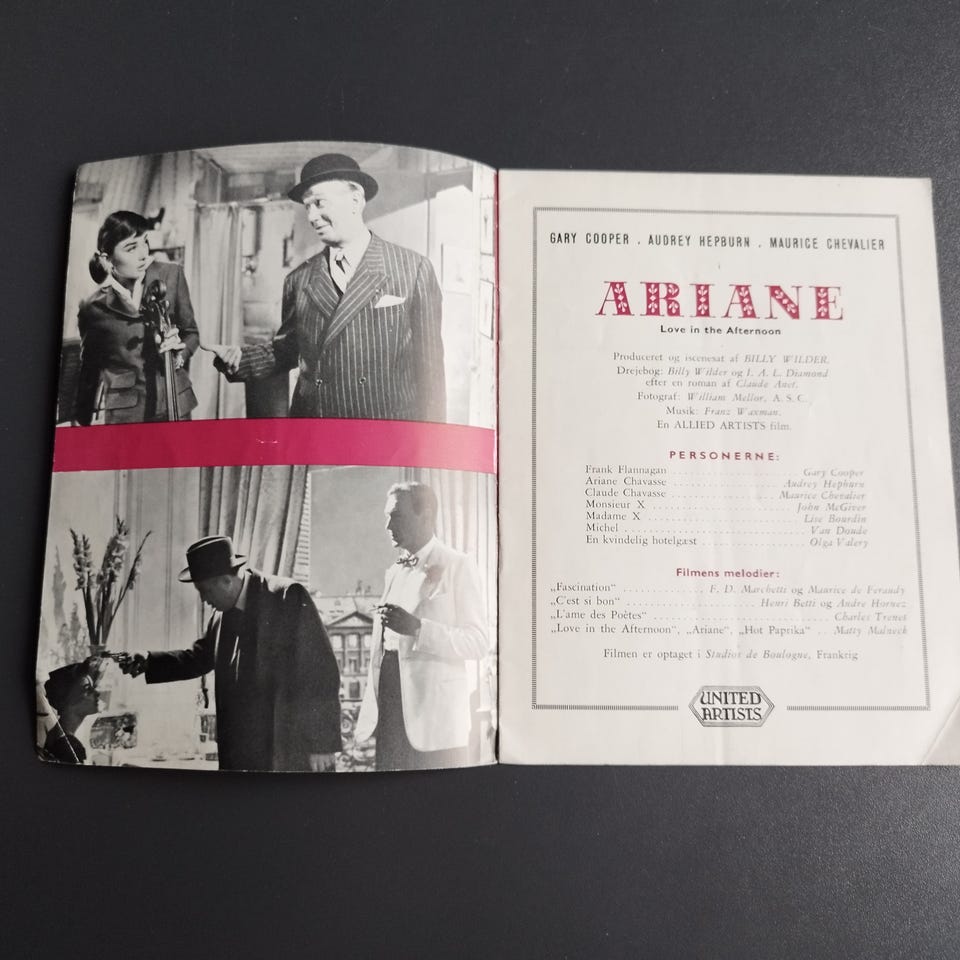 GARY COOPER . AUDREY HEPBURN . MAURICE CHEVALIER
ARIANE
Love in the Afternoon
Produceret og iscenesat af BILLY WILDER.
Drejebog: Billy Wilder og I. A. L. Diamond
efter en roman af Claude Anet.
Fotograf: William Mellor, A. S. C.
Musik: Franz Waxman.
En ALLIED ARTISTS film.
PERSONERNE:
Frank Flannagan .......... Gary Cooper
Ariane Chavasse .......... Audrey Hepburn
Claude Chavasse .......... Maurice Chevalier
Monsieur X .......... John McGiver
Madame X .......... Lise Bourdin
Michel .......... Van Doude
En kvindelig hotelgæst .......... Olga Valery
Filmens melodier:
„Fascination“ .......... F. D. Marchetti og Maurice de Feraudy
„C'est si bon“ .......... Henri Betti og Andre Hornez
„L'ame des Poètes“ .......... Charles Trenet
„Love in the Afternoon“, „Ariane“, „Hot Paprika“ .. Matty Malneck
Filmen er optaget i Studios de Boulogne, Frankrig
UNITED
ARTISTS